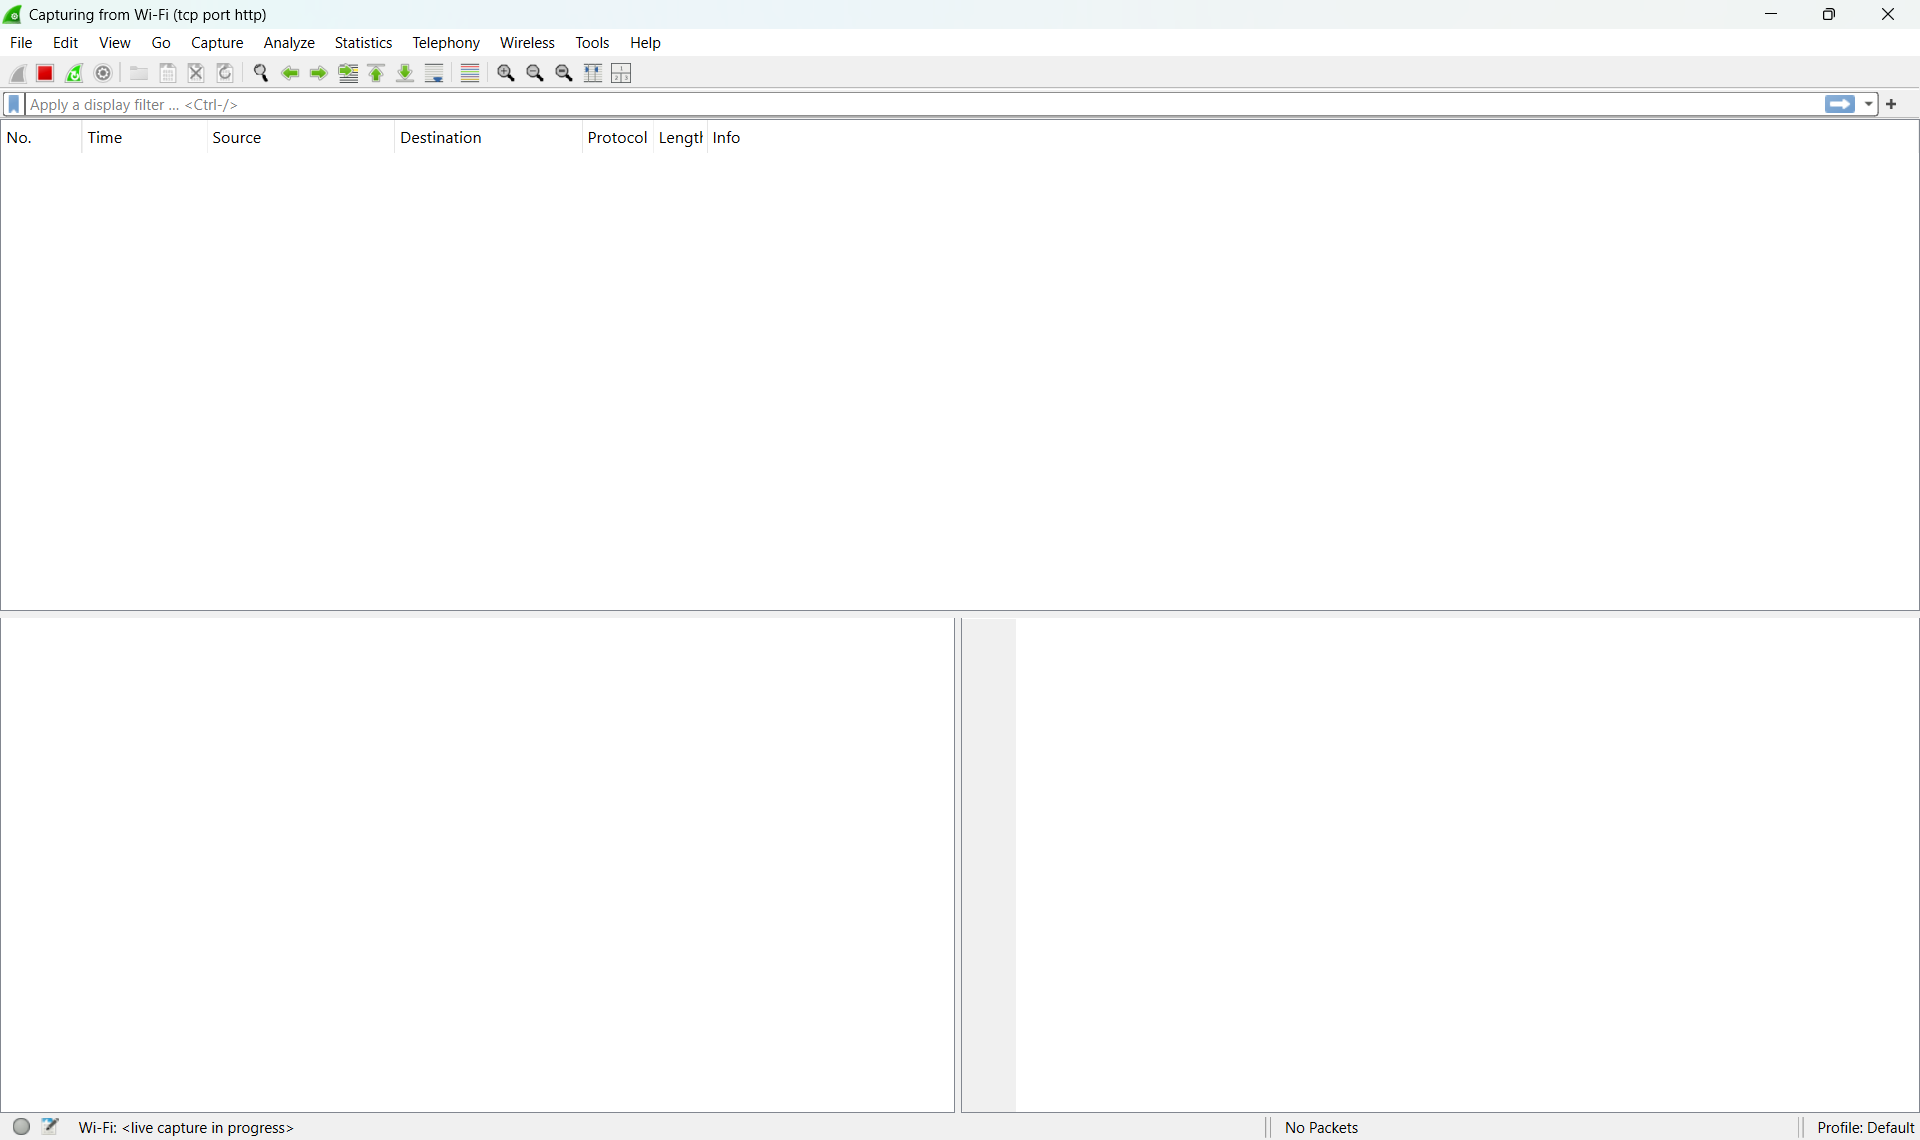 Capturing from Wi-Fi (tcp port http)
File Edit View Go Capture Analyze Statistics Telephony Wireless Tools Help
Apply a display filter ... <Ctrl-/>
No. Time Source Destination Protocol Lengtl Info
Wi-Fi: <live capture in progress> No Packets Profile: Default